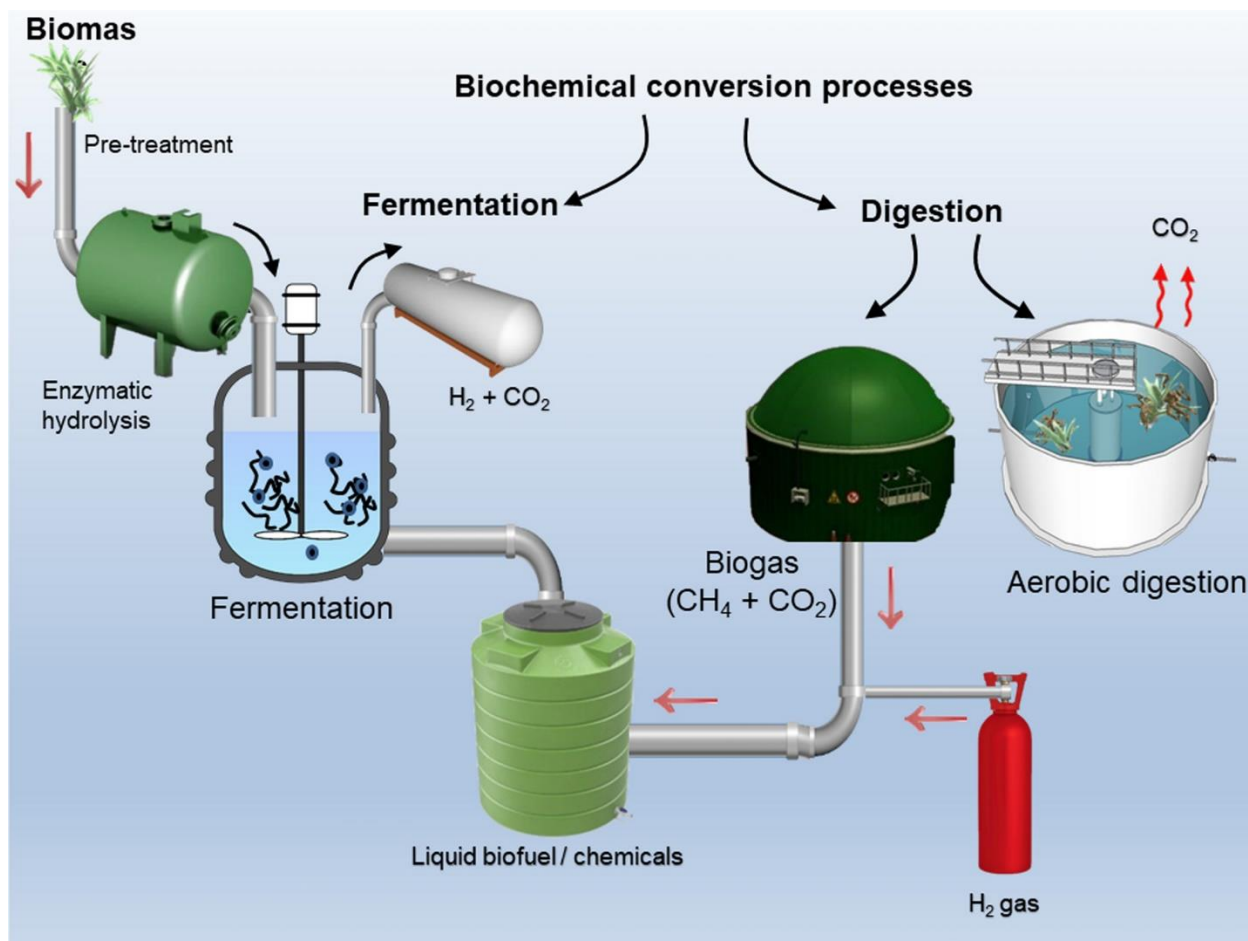 Biomas
Biochemical conversion processes
Pre-treatment
Fermentation
Digestion
CO₂
Enzymatic
hydrolysis
H₂ + CO₂
Fermentation
Biogas
(CH₄ + CO₂)
Aerobic digestion
Liquid biofuel / chemicals
H₂ gas